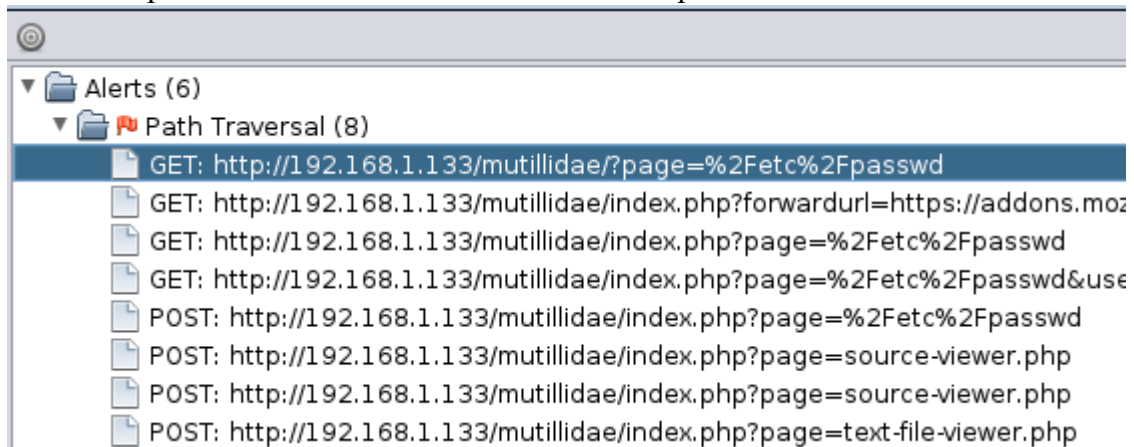 Alerts (6)
Path Traversal (8)
GET: http://192.168.1.133/mutillidae/?page=%2Fetc%2Fpasswd
GET: http://192.168.1.133/mutillidae/index.php?forwardurl=https://addons.moz
GET: http://192.168.1.133/mutillidae/index.php?page=%2Fetc%2Fpasswd
GET: http://192.168.1.133/mutillidae/index.php?page=%2Fetc%2Fpasswd&use
POST: http://192.168.1.133/mutillidae/index.php?page=%2Fetc%2Fpasswd
POST: http://192.168.1.133/mutillidae/index.php?page=source-viewer.php
POST: http://192.168.1.133/mutillidae/index.php?page=source-viewer.php
POST: http://192.168.1.133/mutillidae/index.php?page=text-file-viewer.php